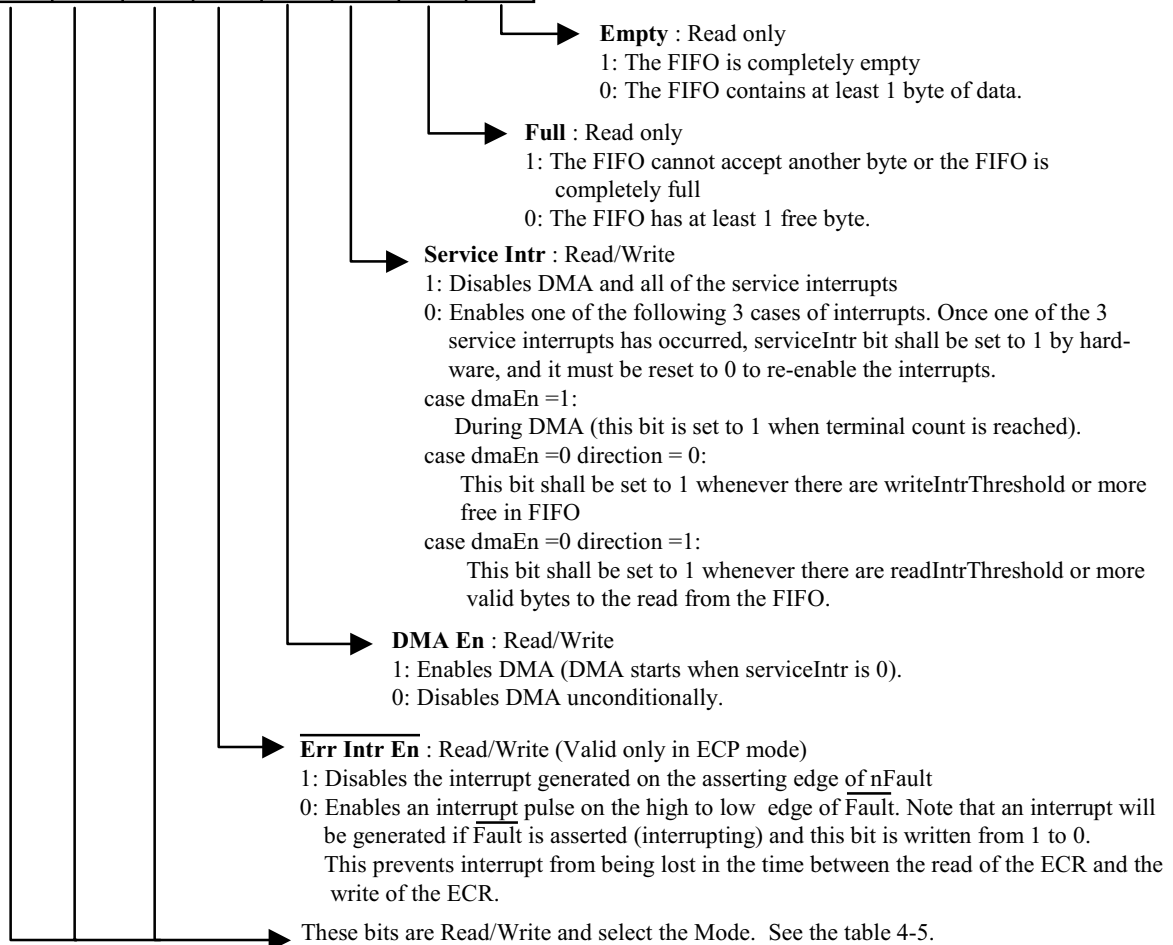 Empty : Read only
1: The FIFO is completely empty
0: The FIFO contains at least 1 byte of data.
Full : Read only
1: The FIFO cannot accept another byte or the FIFO is
completely full
0: The FIFO has at least 1 free byte.
Service Intr : Read/Write
1: Disables DMA and all of the service interrupts
0: Enables one of the following 3 cases of interrupts. Once one of the 3
service interrupts has occurred, serviceIntr bit shall be set to 1 by hard-
ware, and it must be reset to 0 to re-enable the interrupts.
case dmaEn =1:
During DMA (this bit is set to 1 when terminal count is reached).
case dmaEn =0 direction = 0:
This bit shall be set to 1 whenever there are writeIntrThreshold or more
free in FIFO
case dmaEn =0 direction =1:
This bit shall be set to 1 whenever there are readIntrThreshold or more
valid bytes to the read from the FIFO.
DMA En : Read/Write
1: Enables DMA (DMA starts when serviceIntr is 0).
0: Disables DMA unconditionally.
Err Intr En : Read/Write (Valid only in ECP mode)
1: Disables the interrupt generated on the asserting edge of nFault
0: Enables an interrupt pulse on the high to low edge of Fault. Note that an interrupt will
be generated if Fault is asserted (interrupting) and this bit is written from 1 to 0.
This prevents interrupt from being lost in the time between the read of the ECR and the
write of the ECR.
These bits are Read/Write and select the Mode. See the table 4-5.